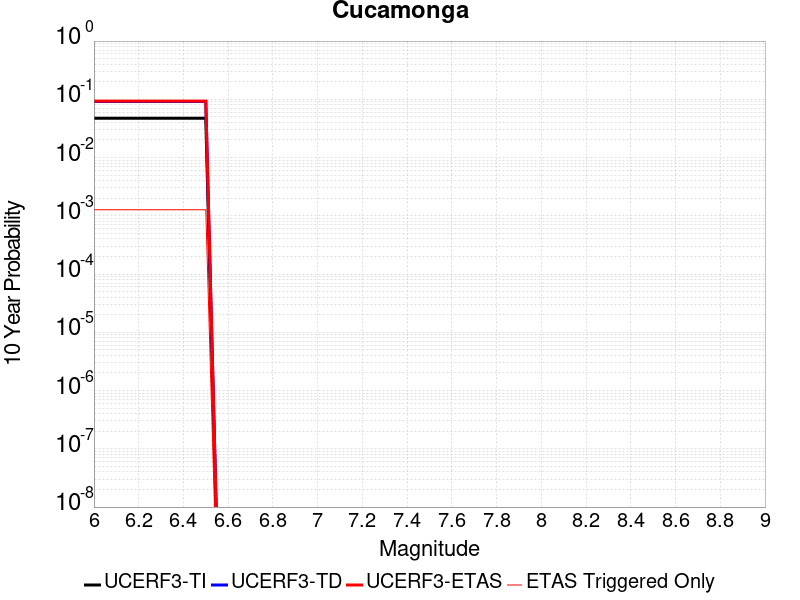 Cucamonga
10 Year Probability
10^0
10^-1
10^-2
10^-3
10^-4
10^-5
10^-6
10^-7
10^-8
6 6.2 6.4 6.6 6.8 7 7.2 7.4 7.6 7.8 8 8.2 8.4 8.6 8.8 9
Magnitude
UCERF3-TI UCERF3-TD UCERF3-ETAS ETAS Triggered Only